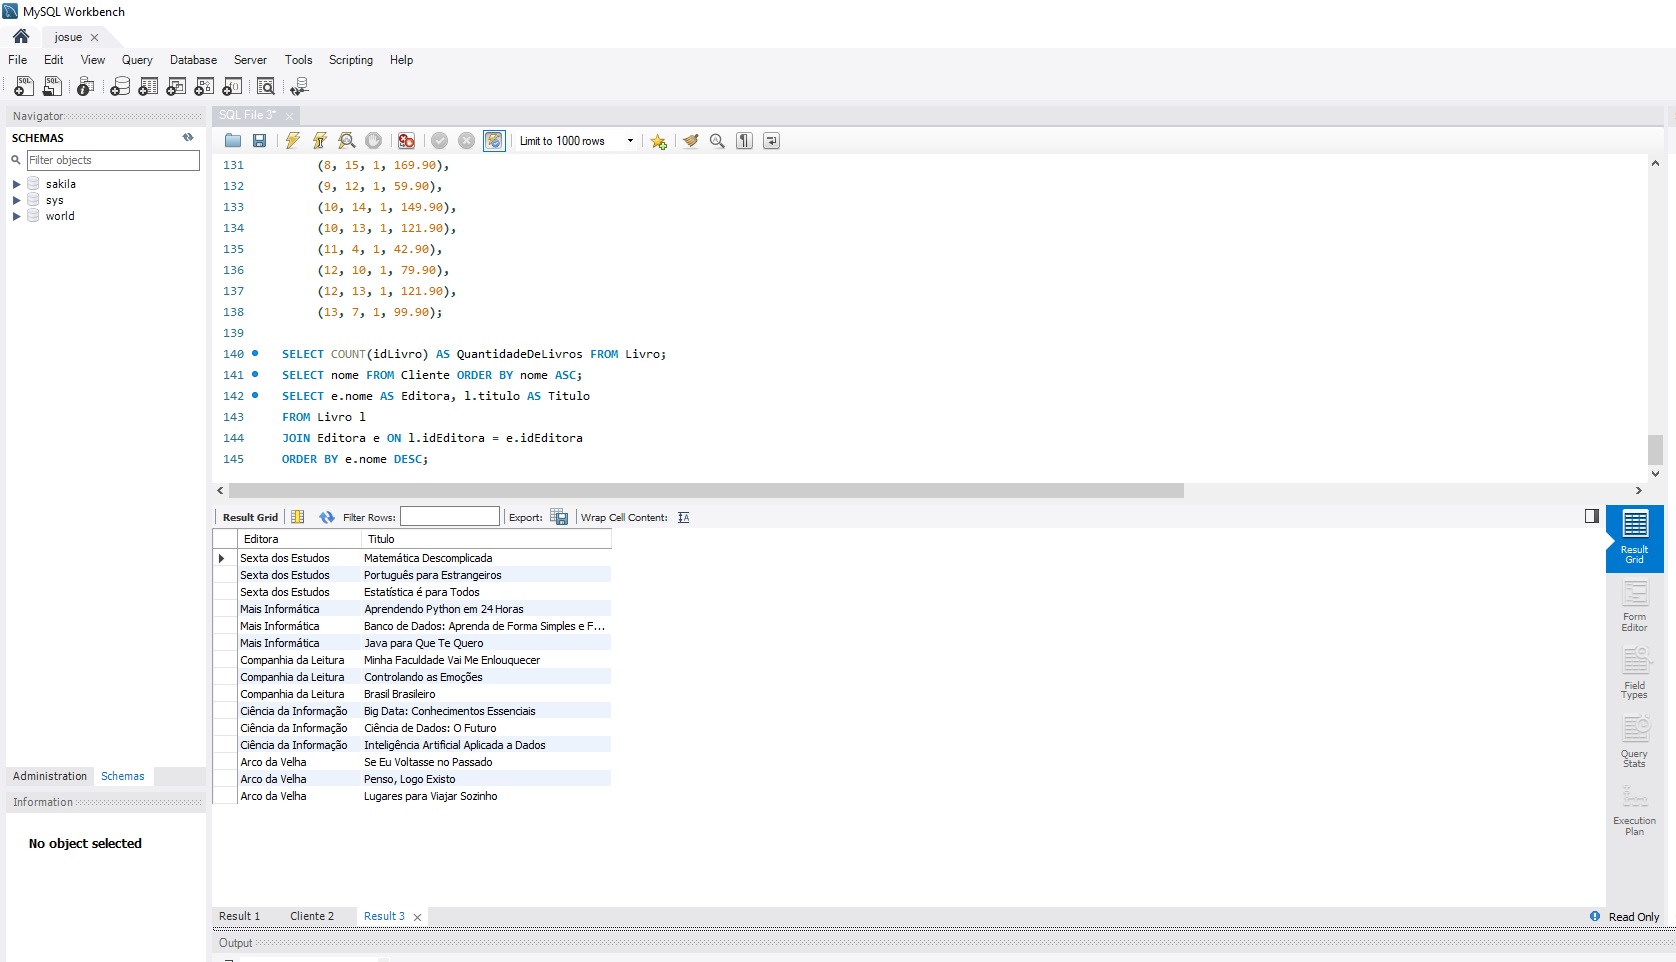 MySQL Workbench
josue
File Edit View Query Database Server Tools Scripting Help
Navigator
SCHEMAS
Filter objects
sakila
sys
world
Administration Schemas
Information
No object selected
SQL File 3*
Limit to 1000 rows
131 (8, 15, 1, 169.90),
132 (9, 12, 1, 59.90),
133 (10, 14, 1, 149.90),
134 (10, 13, 1, 121.90),
135 (11, 4, 1, 42.90),
136 (12, 10, 1, 79.90),
137 (12, 13, 1, 121.90),
138 (13, 7, 1, 99.90);
139
140 SELECT COUNT(idLivro) AS QuantidadeDeLivros FROM Livro;
141 SELECT nome FROM Cliente ORDER BY nome ASC;
142 SELECT e.nome AS Editora, l.titulo AS Titulo
143 FROM Livro l
144 JOIN Editora e ON l.idEditora = e.idEditora
145 ORDER BY e.nome DESC;
Result Grid Filter Rows: Export: Wrap Cell Content:
Editora Titulo
Sexta dos Estudos Matemática Descomplicada
Sexta dos Estudos Português para Estrangeiros
Sexta dos Estudos Estatística é para Todos
Mais Informática Aprendendo Python em 24 Horas
Mais Informática Banco de Dados: Aprenda de Forma Simples e F...
Mais Informática Java para Que Te Quero
Companhia da Leitura Minha Faculdade Vai Me Enlouquecer
Companhia da Leitura Controlando as Emoções
Companhia da Leitura Brasil Brasileiro
Ciência da Informação Big Data: Conhecimentos Essenciais
Ciência da Informação Ciência de Dados: O Futuro
Ciência da Informação Inteligência Artificial Aplicada a Dados
Arco da Velha Se Eu Voltasse no Passado
Arco da Velha Penso, Logo Existo
Arco da Velha Lugares para Viajar Sozinho
Result
Grid
Form
Editor
Field
Types
Query
Stats
Execution
Plan
Result 1 Cliente 2 Result 3 Read Only
Output